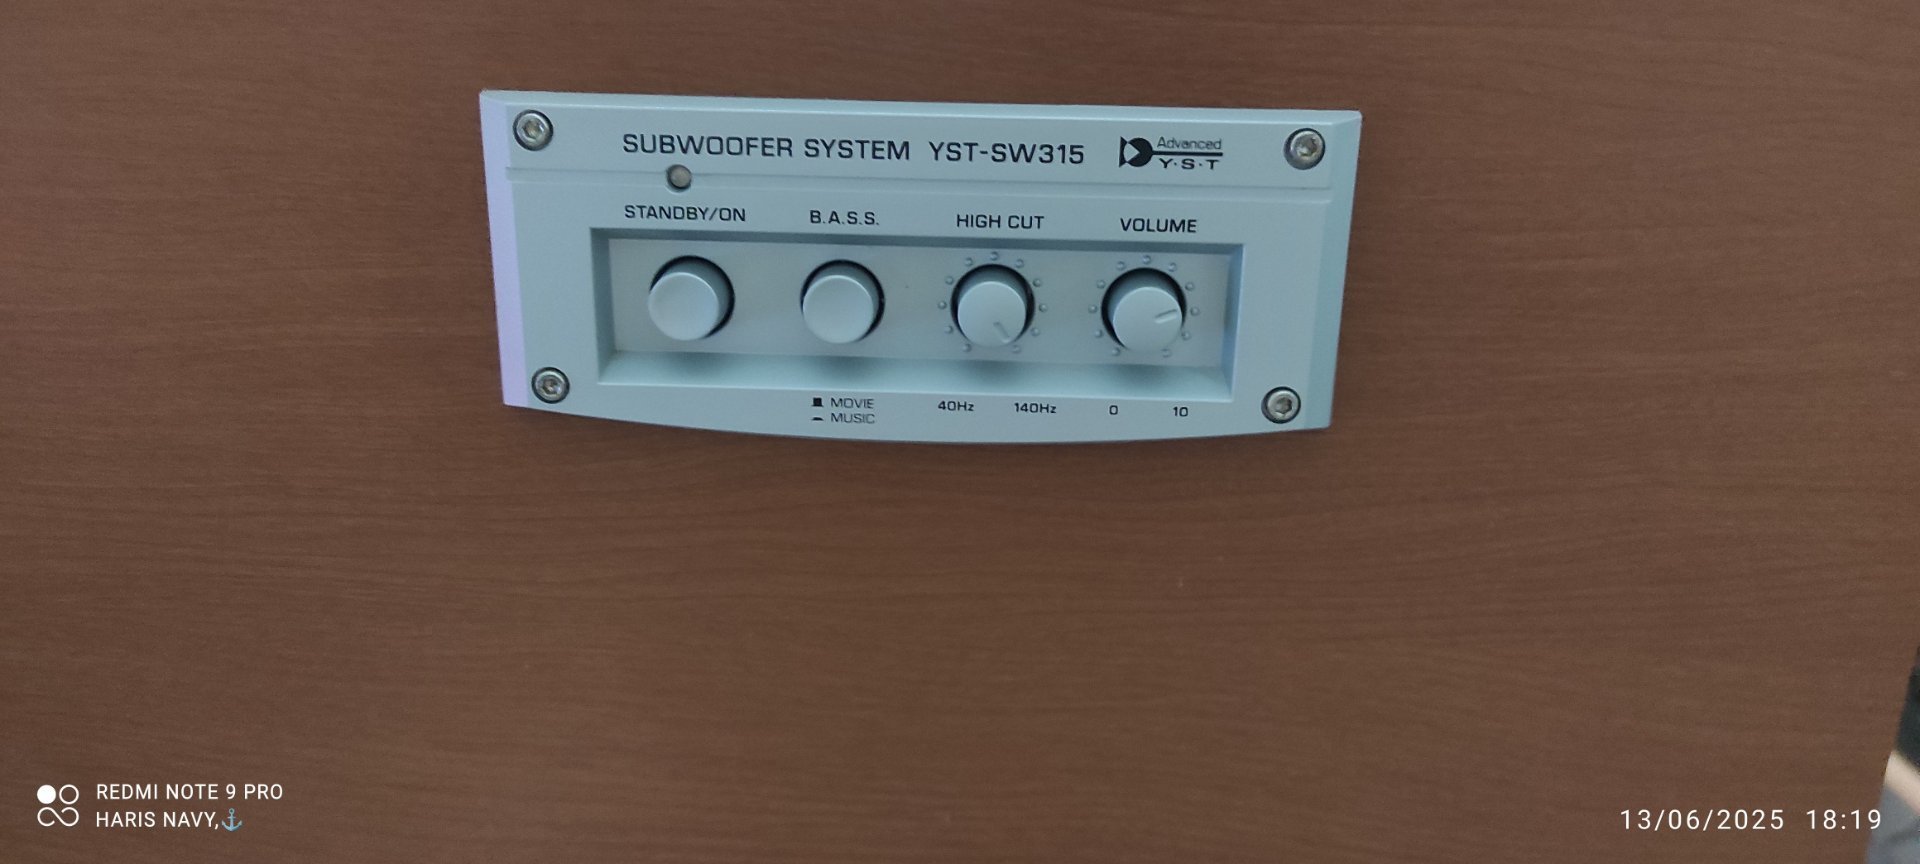 SUBWOOFER SYSTEM YST-SW315
Advanced
Y·S·T
STANDBY/ON B.A.S.S. HIGH CUT VOLUME
MOVIE
MUSIC
40Hz 140Hz 0 10
REDMI NOTE 9 PRO
HARIS NAVY,⚓
13/06/2025 18:19